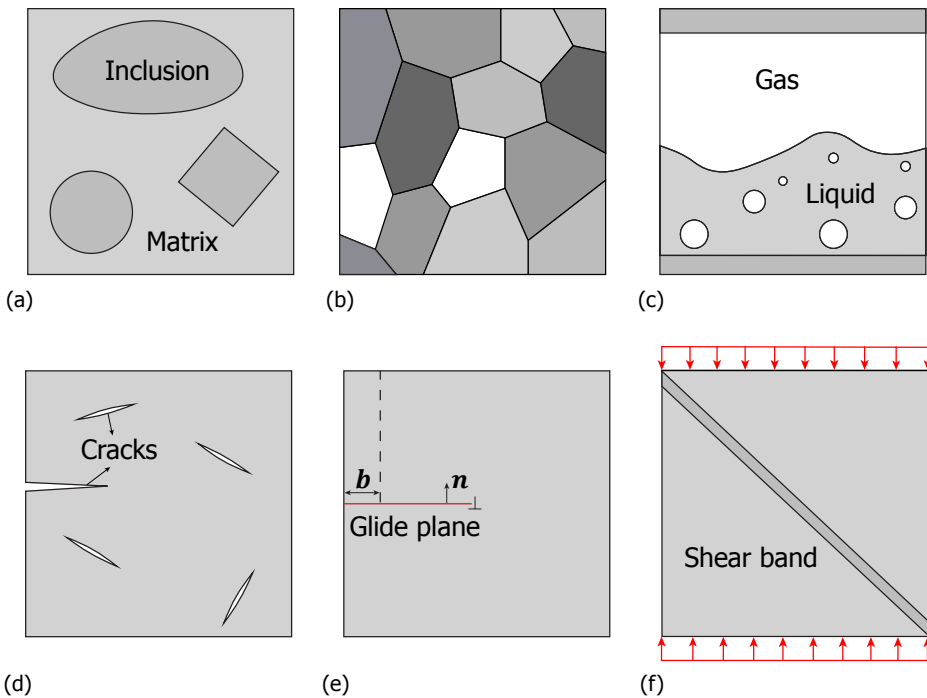 Inclusion
Matrix
Gas
Liquid
(a)
(b)
(c)
Cracks
b
n
Glide plane
Shear band
(d)
(e)
(f)